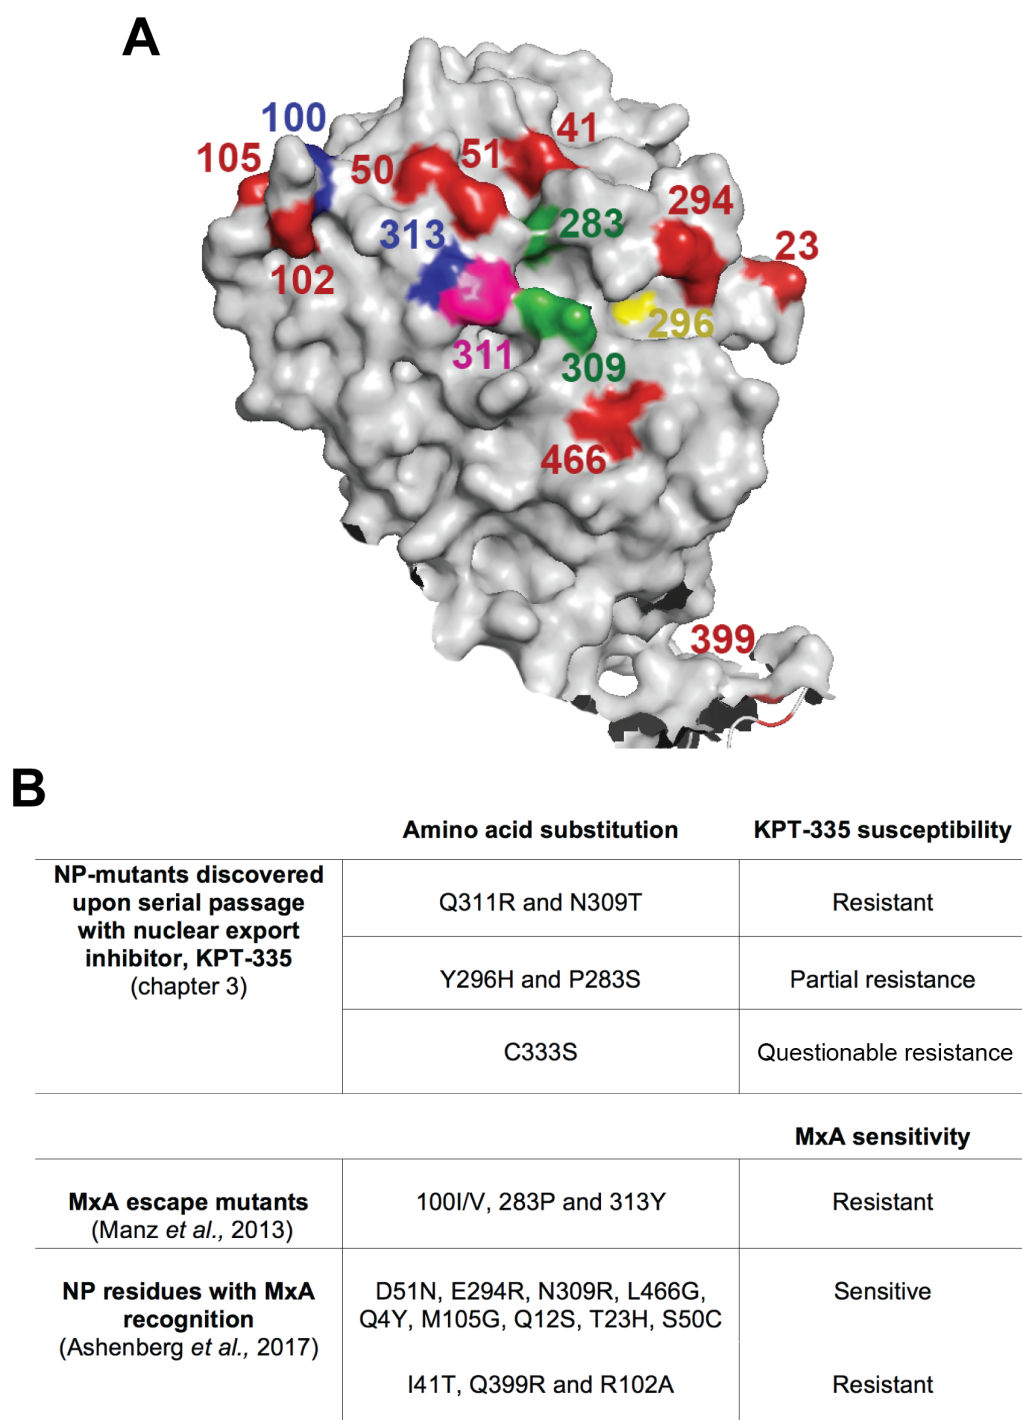 A
100
41
105
50
51
294
283
23
313
102
296
311
309
466
399
B
Amino acid substitution
KPT-335 susceptibility
NP-mutants discovered
upon serial passage
with nuclear export
inhibitor, KPT-335
(chapter 3)
Q311R and N309T
Resistant
Y296H and P283S
Partial resistance
C333S
Questionable resistance
MxA sensitivity
MxA escape mutants
(Manz et al., 2013)
100I/V, 283P and 313Y
Resistant
NP residues with MxA
recognition
(Ashenberg et al., 2017)
D51N, E294R, N309R, L466G,
Q4Y, M105G, Q12S, T23H, S50C
Sensitive
I41T, Q399R and R102A
Resistant